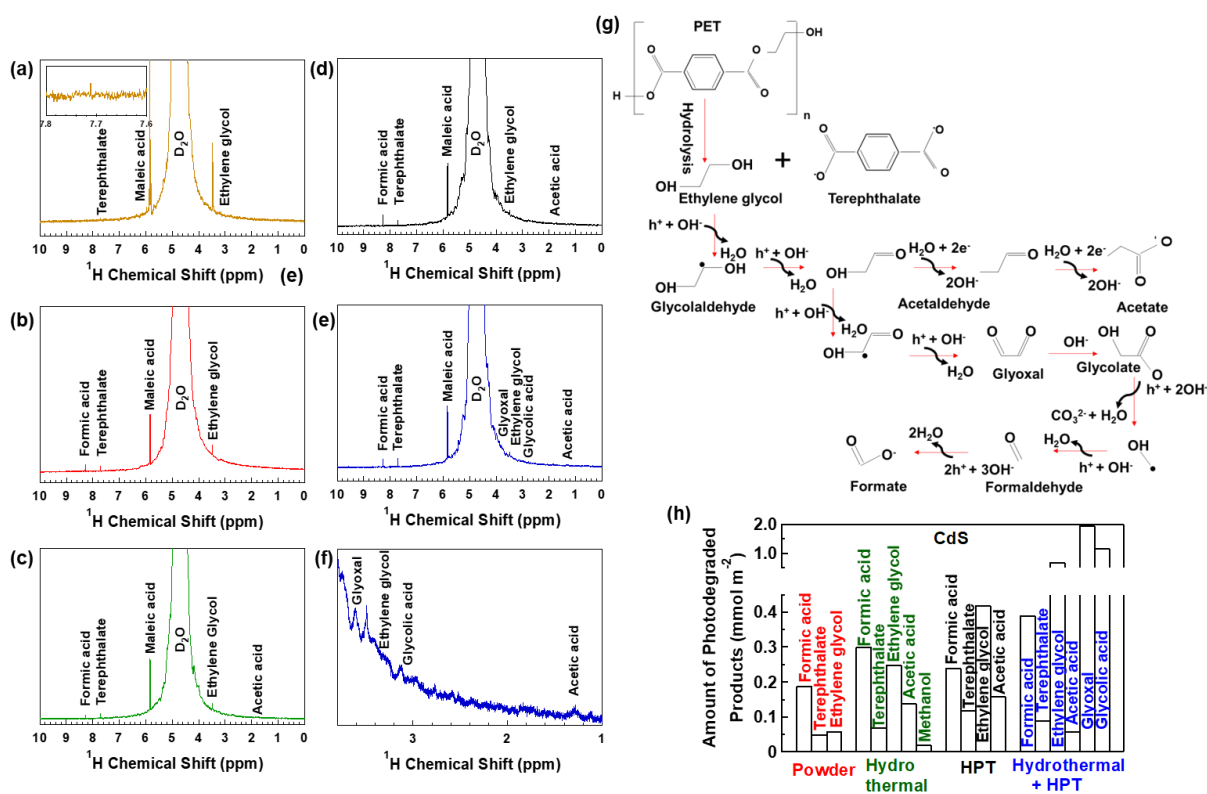 (a)
7.8 7.7 7.6
Terephthalate
Maleic acid
D2O
Ethylene glycol
10 9 8 7 6 5 4 3 2 1 0
1H Chemical Shift (ppm)
(e)
(b)
Formic acid
Terephthalate
Maleic acid
D2O
Ethylene glycol
10 9 8 7 6 5 4 3 2 1 0
1H Chemical Shift (ppm)
(c)
Formic acid
Terephthalate
Maleic acid
D2O
Ethylene Glycol
Acetic acid
10 9 8 7 6 5 4 3 2 1 0
1H Chemical Shift (ppm)
(d)
Formic acid
Terephthalate
Maleic acid
D2O
Ethylene glycol
Acetic acid
10 9 8 7 6 5 4 3 2 1 0
1H Chemical Shift (ppm)
(e)
Formic acid
Terephthalate
Maleic acid
D2O
Glyoxal
Ethylene glycol
Glycolic acid
Acetic acid
10 9 8 7 6 5 4 3 2 1 0
1H Chemical Shift (ppm)
(f)
Glyoxal
Ethylene glycol
Glycolic acid
Acetic acid
3 2 1
1H Chemical Shift (ppm)
(g)
PET
O
O
OH
H
O
O
n
Hydrolysis
OH
HO
Ethylene glycol
+
O
O-
-O
O
Terephthalate
h+ + OH-
H2O
OH
HO
Glycolaldehyde
h+ + OH-
H2O
O
HO
H2O + 2e-
2OH-
O
Acetaldehyde
H2O + 2e-
2OH-
O
O
Acetate
h+ + OH-
H2O
O
HO
h+ + OH-
H2O
O
O
Glyoxal
OH-
HO
O
O
Glycolate
h+ + 2OH-
CO32- + H2O
HO
H2O
h+ + OH-
O
Formaldehyde
2H2O
2h+ + 3OH-
O
O-
Formate
(h)
CdS
Amount of Photodegraded
Products (mmol m-2)
2.0
1.0
0.4
0.3
0.2
0.1
0
Formic acid
Terephthalate
Ethylene glycol
Formic acid
Terephthalate
Ethylene glycol
Acetic acid
Methanol
Formic acid
Terephthalate
Ethylene glycol
Acetic acid
Formic acid
Terephthalate
Ethylene glycol
Acetic acid
Glyoxal
Glycolic acid
Powder
Hydro
thermal
HPT
Hydrothermal
+ HPT